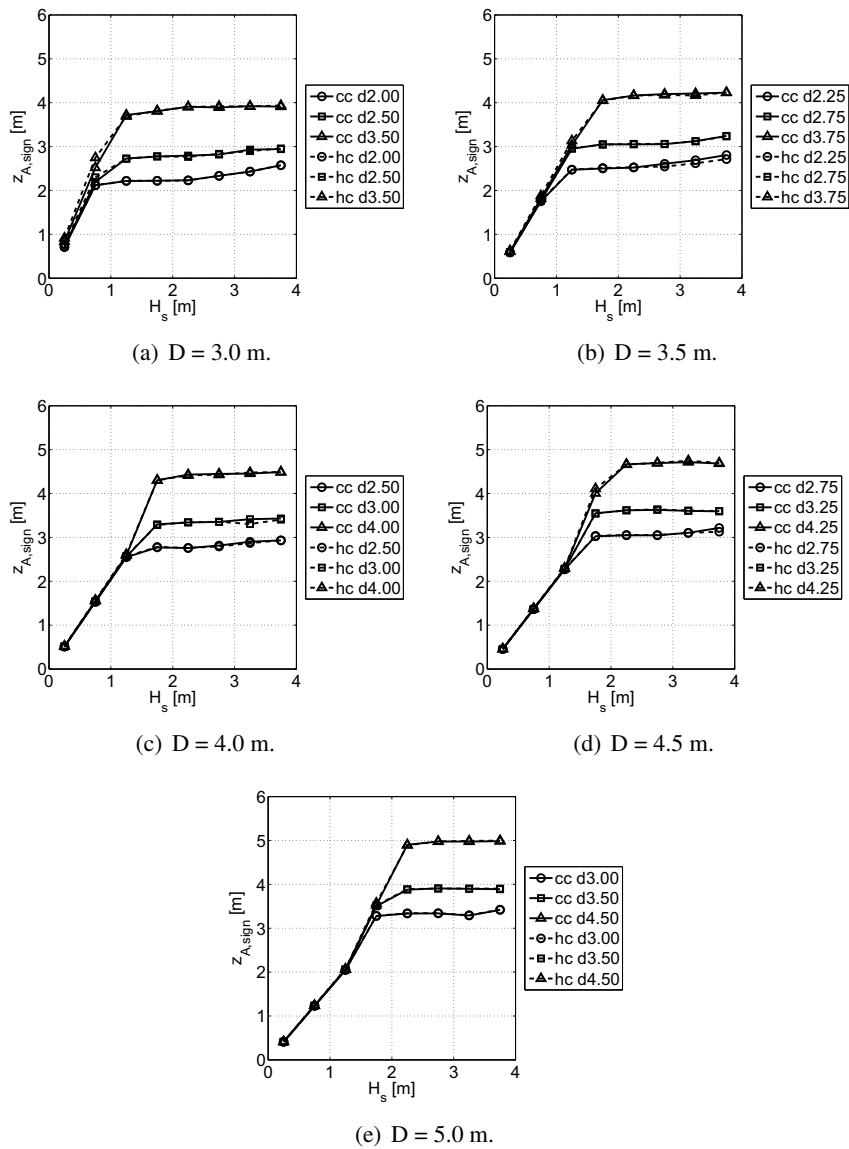 6
5
4
3
2
1
0
z_A,sign [m]
0 1 2 3 4
H_s [m]
cc d2.00
cc d2.50
cc d3.50
hc d2.00
hc d2.50
hc d3.50
(a) D = 3.0 m.
6
5
4
3
2
1
0
z_A,sign [m]
0 1 2 3 4
H_s [m]
cc d2.25
cc d2.75
cc d3.75
hc d2.25
hc d2.75
hc d3.75
(b) D = 3.5 m.
6
5
4
3
2
1
0
z_A,sign [m]
0 1 2 3 4
H_s [m]
cc d2.50
cc d3.00
cc d4.00
hc d2.50
hc d3.00
hc d4.00
(c) D = 4.0 m.
6
5
4
3
2
1
0
z_A,sign [m]
0 1 2 3 4
H_s [m]
cc d2.75
cc d3.25
cc d4.25
hc d2.75
hc d3.25
hc d4.25
(d) D = 4.5 m.
6
5
4
3
2
1
0
z_A,sign [m]
0 1 2 3 4
H_s [m]
cc d3.00
cc d3.50
cc d4.50
hc d3.00
hc d3.50
hc d4.50
(e) D = 5.0 m.